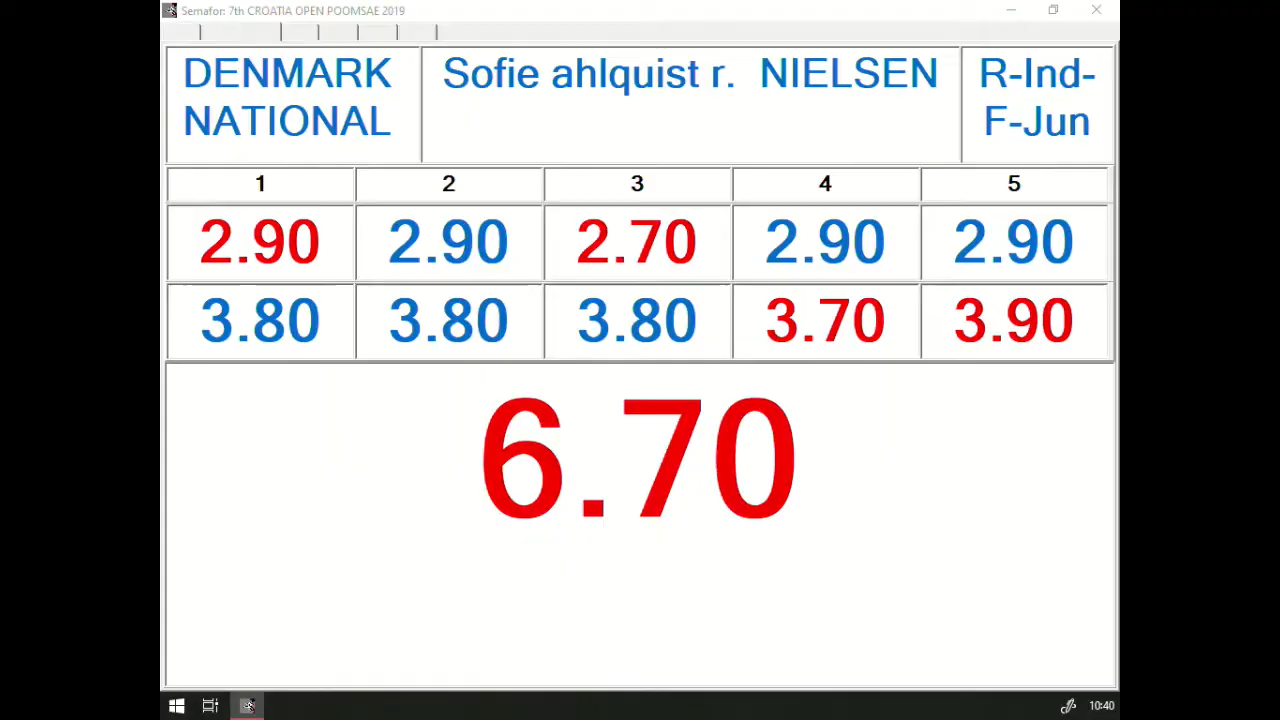 Semafor: 7th CROATIA OPEN POOMSAE 2019
DENMARK NATIONAL
Sofie ahlquist r. NIELSEN
R-Ind-F-Jun
1 2 3 4 5
2.90 2.90 2.70 2.90 2.90
3.80 3.80 3.80 3.70 3.90
6.70
10:40